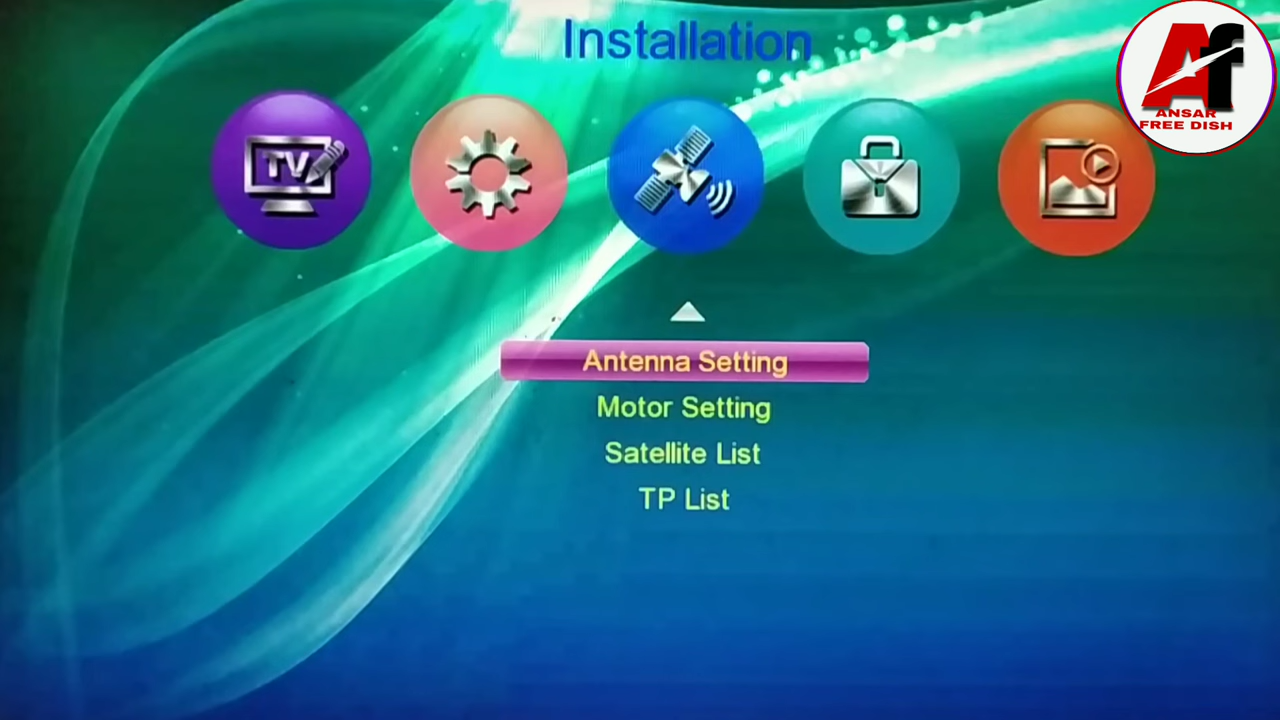 Installation
TV
Af
ANSAR
FREE DISH
Antenna Setting
Motor Setting
Satellite List
TP List